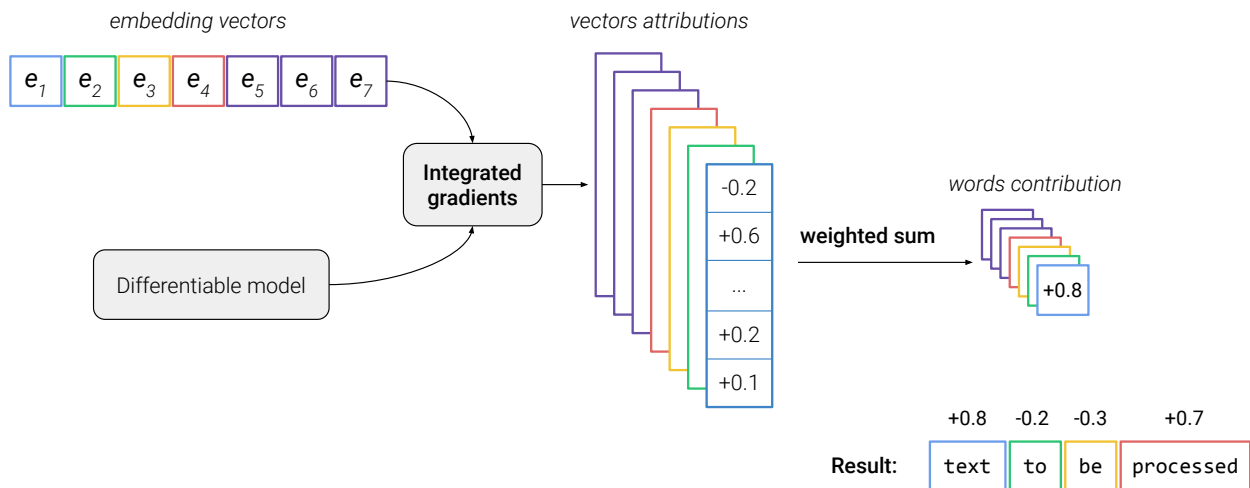 embedding vectors
vectors attributions
e1 e2 e3 e4 e5 e6 e7
Integrated
gradients
Differentiable model
-0.2
+0.6
...
+0.2
+0.1
weighted sum
words contribution
+0.8
+0.8 -0.2 -0.3 +0.7
Result: text to be processed